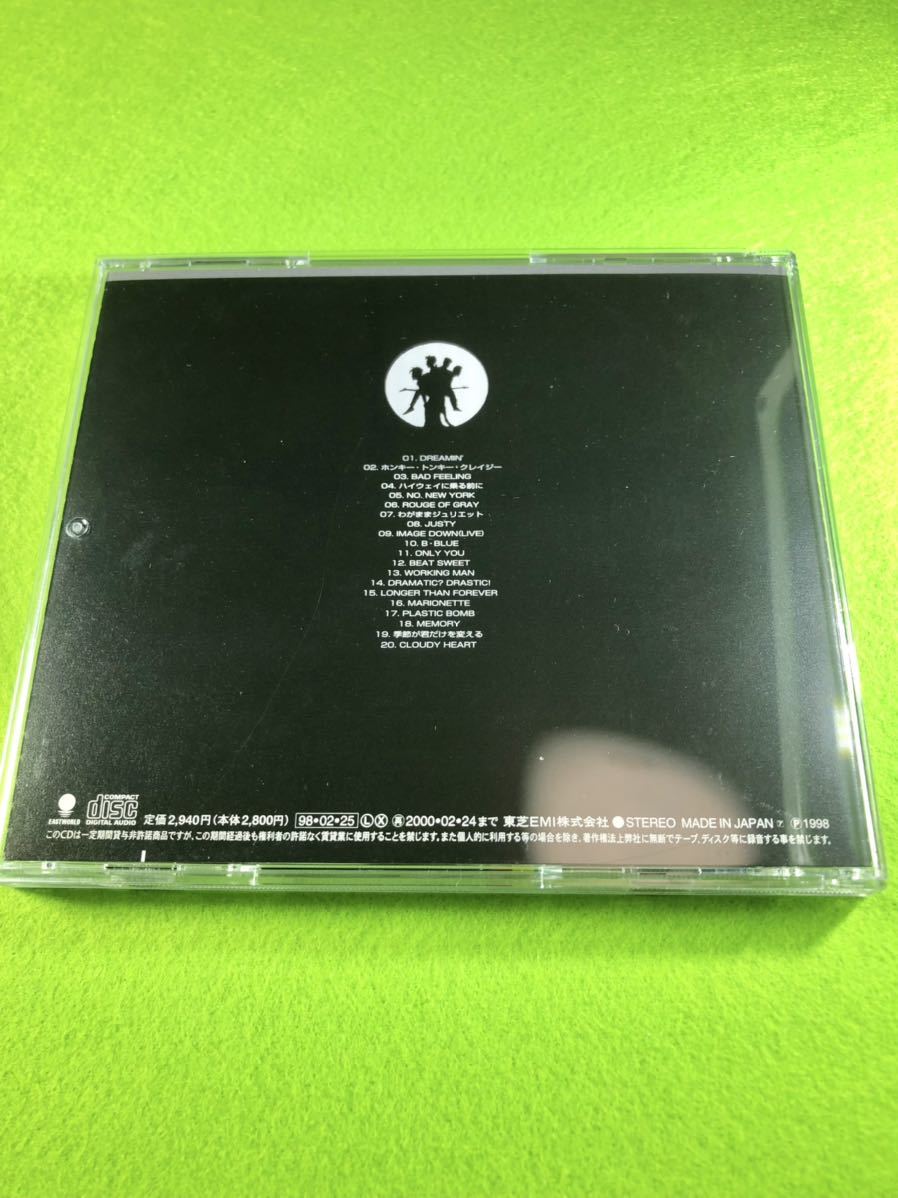 01. DREAMIN'
02. ホンキー・トンキー・クレイジー
03. BAD FEELING
04. ハイウェイに乗る前に
05. NO. NEW YORK
06. ROUGE OF GRAY
07. わがままジュリエット
08. JUSTY
09. IMAGE DOWN(LIVE)
10. B・BLUE
11. ONLY YOU
12. BEAT SWEET
13. WORKING MAN
14. DRAMATIC? DRASTIC!
15. LONGER THAN FOREVER
16. MARIONETTE
17. PLASTIC BOMB
18. MEMORY
19. 季節が君だけを変える
20. CLOUDY HEART
EASTWORLD COMPACT disc DIGITAL AUDIO 定価2,940円(本体2,800円) 98・02・25 Ⓛ Ⓧ 再 2000・02・24まで 東芝EMI株式会社 ●STEREO MADE IN JAPAN ア Ⓟ1998
このCDは一定期間貸与非許諾商品ですが、この期間経過後も権利者の許諾なく賃貸業に使用することを禁じます。また個人的に利用する等の場合を除き、著作権法上弊社に無断でテープ、ディスク等に録音する事を禁じます。